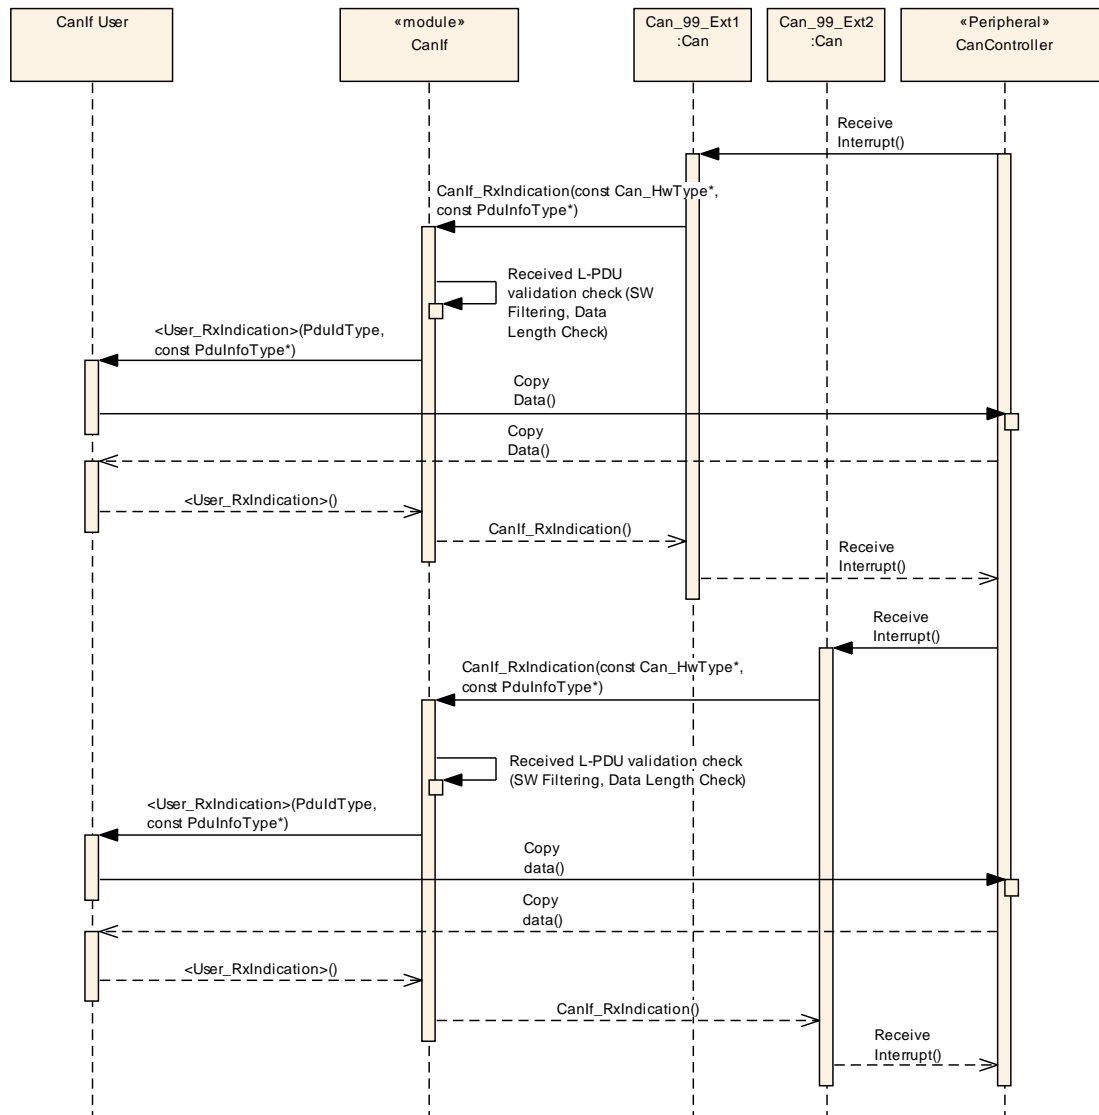 CanIf User
«module»
CanIf
Can_99_Ext1
:Can
Can_99_Ext2
:Can
«Peripheral»
CanController
Receive
Interrupt()
CanIf_RxIndication(const Can_HwType*,
const PduInfoType*)
Received L-PDU
validation check (SW
Filtering, Data
Length Check)
<User_RxIndication>(PduIdType,
const PduInfoType*)
Copy
Data()
Copy
Data()
<User_RxIndication>()
CanIf_RxIndication()
Receive
Interrupt()
Receive
Interrupt()
CanIf_RxIndication(const Can_HwType*,
const PduInfoType*)
Received L-PDU validation check
(SW Filtering, Data Length Check)
<User_RxIndication>(PduIdType,
const PduInfoType*)
Copy
data()
Copy
data()
<User_RxIndication>()
CanIf_RxIndication()
Receive
Interrupt()